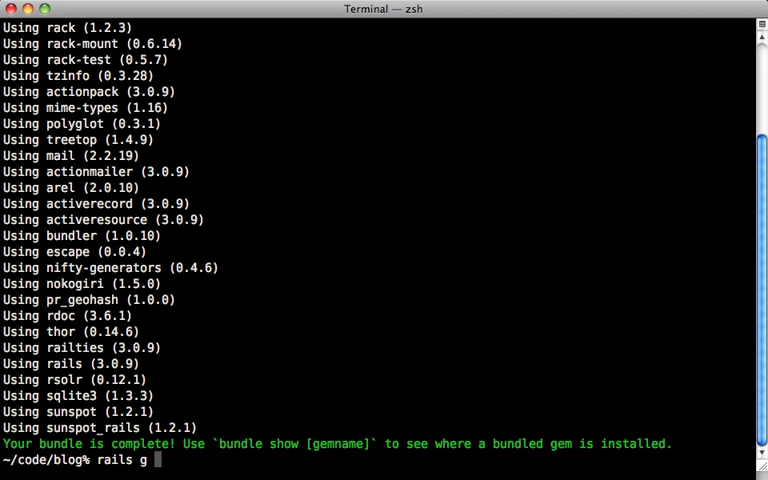 Terminal — zsh
Using rack (1.2.3)
Using rack-mount (0.6.14)
Using rack-test (0.5.7)
Using tzinfo (0.3.28)
Using actionpack (3.0.9)
Using mime-types (1.16)
Using polyglot (0.3.1)
Using treetop (1.4.9)
Using mail (2.2.19)
Using actionmailer (3.0.9)
Using arel (2.0.10)
Using activerecord (3.0.9)
Using activeresource (3.0.9)
Using bundler (1.0.10)
Using escape (0.0.4)
Using nifty-generators (0.4.6)
Using nokogiri (1.5.0)
Using pr_geohash (1.0.0)
Using rdoc (3.6.1)
Using thor (0.14.6)
Using railties (3.0.9)
Using rails (3.0.9)
Using rsolr (0.12.1)
Using sqlite3 (1.3.3)
Using sunspot (1.2.1)
Using sunspot_rails (1.2.1)
Your bundle is complete! Use `bundle show [gemname]` to see where a bundled gem is installed.
~/code/blog% rails g